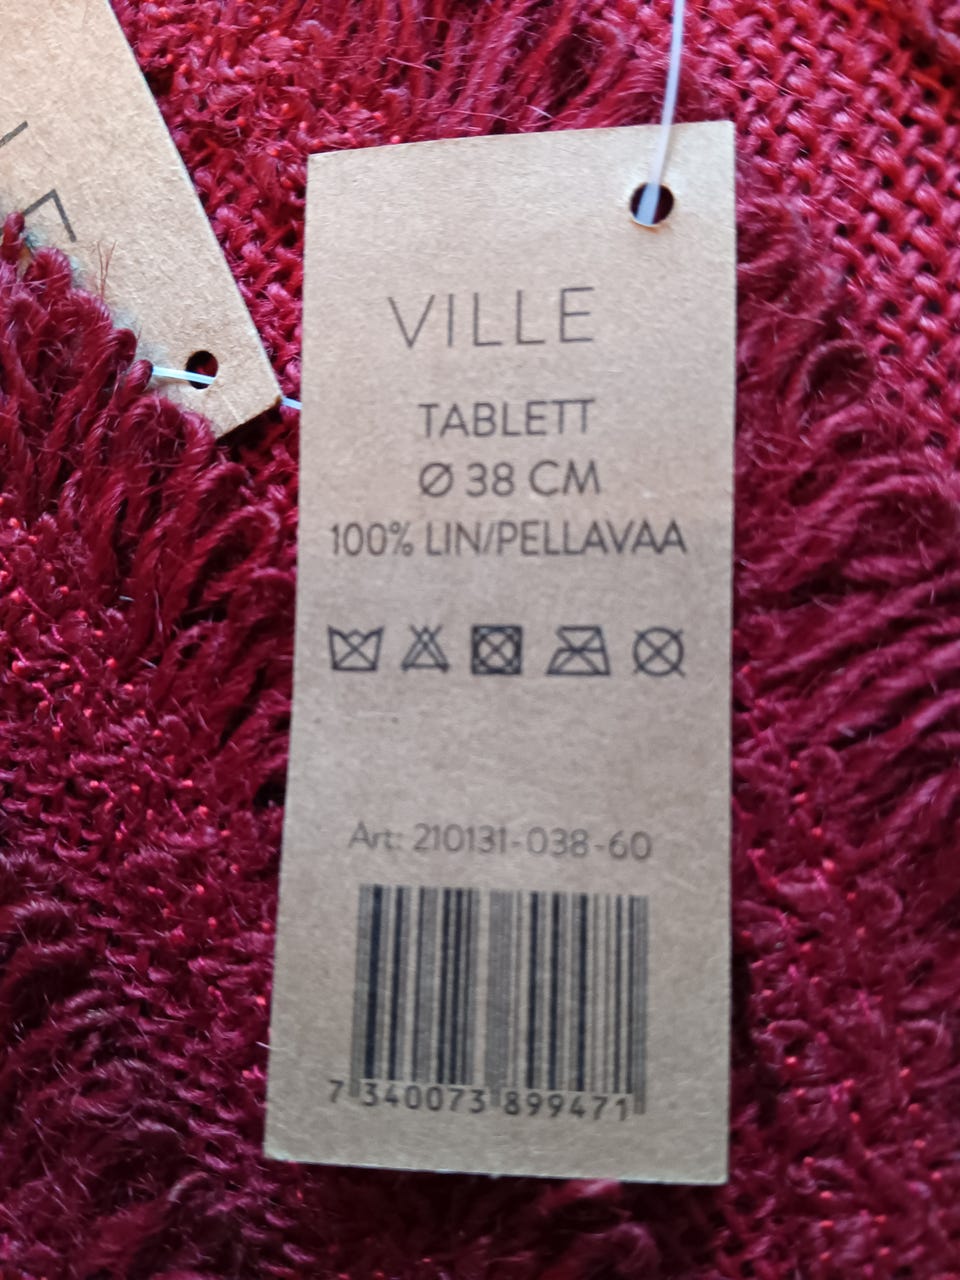 VILLE
TABLETT
Ø 38 CM
100% LIN/PELLAVAA
Art: 210131-038-60
7 340073 899471